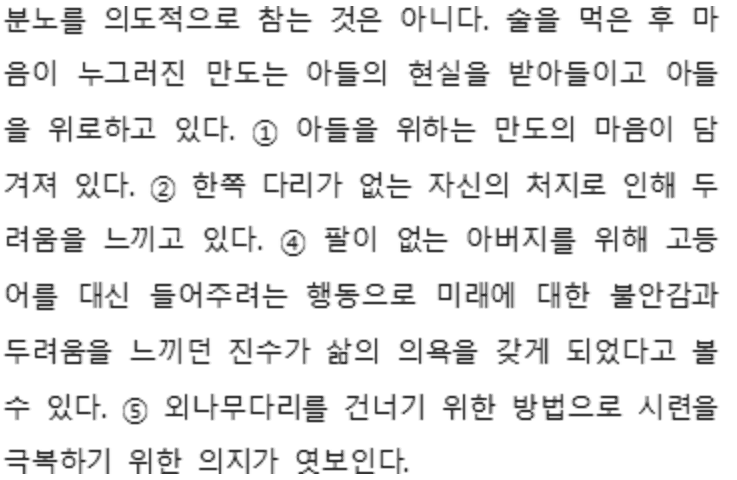 분노를 의도적으로 참는 것은 아니다. 술을 먹은 후 마
음이 누그러진 만도는 아들의 현실을 받아들이고 아들
을 위로하고 있다. ① 아들을 위하는 만도의 마음이 담
겨져 있다. ② 한쪽 다리가 없는 자신의 처지로 인해 두
려움을 느끼고 있다. ④ 팔이 없는 아버지를 위해 고등
어를 대신 들어주려는 행동으로 미래에 대한 불안감과
두려움을 느끼던 진수가 삶의 의욕을 갖게 되었다고 볼
수 있다. ⑤ 외나무다리를 건너기 위한 방법으로 시련을
극복하기 위한 의지가 엿보인다.